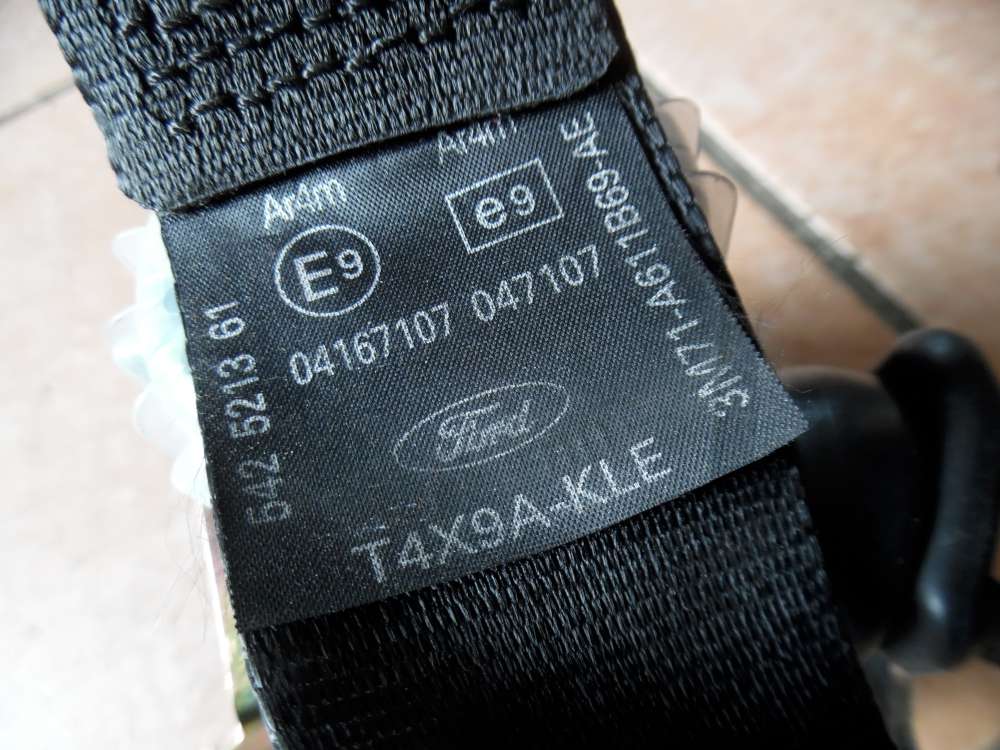 Ar4m Ar4m
E9 e9
04167107 047107
Ford
T4X9A-KLE
642 5213 61
3M71-A611B69-AE